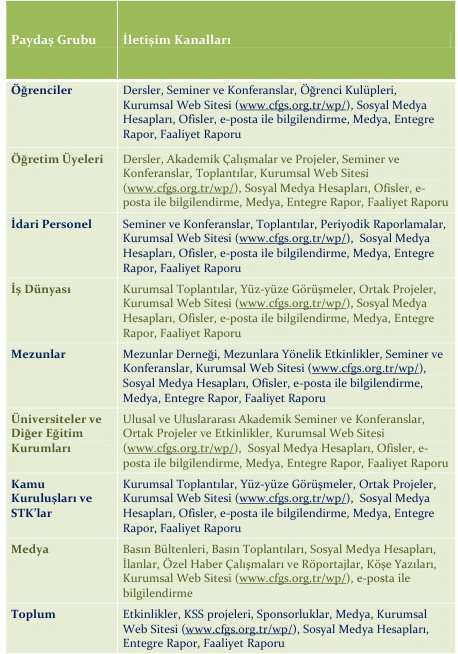 Paydaş Grubu
İletişim Kanalları
Öğrenciler
Dersler, Seminer ve Konferanslar, Öğrenci Kulüpleri,
Kurumsal Web Sitesi (www.cfgs.org.tr/wp/), Sosyal Medya
Hesapları, Ofisler, e-posta ile bilgilendirme, Medya, Entegre
Rapor, Faaliyet Raporu
Öğretim Üyeleri
Dersler, Akademik Çalışmalar ve Projeler, Seminer ve
Konferanslar, Toplantılar, Kurumsal Web Sitesi
(www.cfgs.org.tr/wp/), Sosyal Medya Hesapları, Ofisler, e-
posta ile bilgilendirme, Medya, Entegre Rapor, Faaliyet Raporu
İdari Personel
Seminer ve Konferanslar, Toplantılar, Periyodik Raporlamalar,
Kurumsal Web Sitesi (www.cfgs.org.tr/wp/), Sosyal Medya
Hesapları, Ofisler, e-posta ile bilgilendirme, Medya, Entegre
Rapor, Faaliyet Raporu
İş Dünyası
Kurumsal Toplantılar, Yüz-yüze Görüşmeler, Ortak Projeler,
Kurumsal Web Sitesi (www.cfgs.org.tr/wp/), Sosyal Medya
Hesapları, Ofisler, e-posta ile bilgilendirme, Medya, Entegre
Rapor, Faaliyet Raporu
Mezunlar
Mezunlar Derneği, Mezunlara Yönelik Etkinlikler, Seminer ve
Konferanslar, Kurumsal Web Sitesi (www.cfgs.org.tr/wp/),
Sosyal Medya Hesapları, Ofisler, e-posta ile bilgilendirme,
Medya, Entegre Rapor, Faaliyet Raporu
Üniversiteler ve
Diğer Eğitim
Kurumları
Ulusal ve Uluslararası Akademik Seminer ve Konferanslar,
Ortak Projeler ve Etkinlikler, Kurumsal Web Sitesi
(www.cfgs.org.tr/wp/), Sosyal Medya Hesapları, Ofisler, e-
posta ile bilgilendirme, Medya, Entegre Rapor, Faaliyet Raporu
Kamu
Kuruluşları ve
STK'lar
Kurumsal Toplantılar, Yüz-yüze Görüşmeler, Ortak Projeler,
Kurumsal Web Sitesi (www.cfgs.org.tr/wp/), Sosyal Medya
Hesapları, Ofisler, e-posta ile bilgilendirme, Medya, Entegre
Rapor, Faaliyet Raporu
Medya
Basın Bültenleri, Basın Toplantıları, Sosyal Medya Hesapları,
İlanlar, Özel Haber Çalışmaları ve Röportajlar, Köşe Yazıları,
Kurumsal Web Sitesi (www.cfgs.org.tr/wp/), e-posta ile
bilgilendirme
Toplum
Etkinlikler, KSS projeleri, Sponsorluklar, Medya, Kurumsal
Web Sitesi (www.cfgs.org.tr/wp/), Sosyal Medya Hesapları,
Entegre Rapor, Faaliyet Raporu